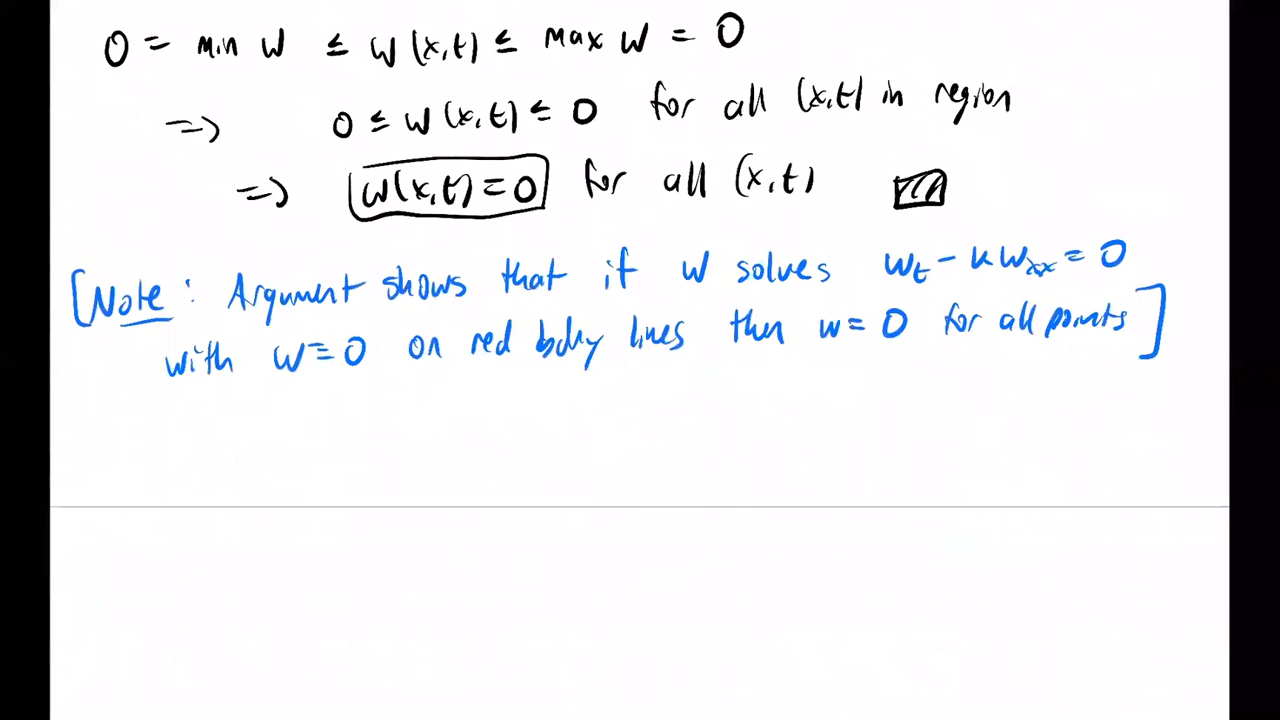 0 = min w ≤ w(x,t) ≤ max w = 0
=> 0 ≤ w(x,t) ≤ 0 for all (x,t) in region
=> w(x,t) = 0 for all (x,t)
[Note: Argument shows that if w solves w_t - k w_xx = 0
with w = 0 on red bdry lines then w = 0 for all points]